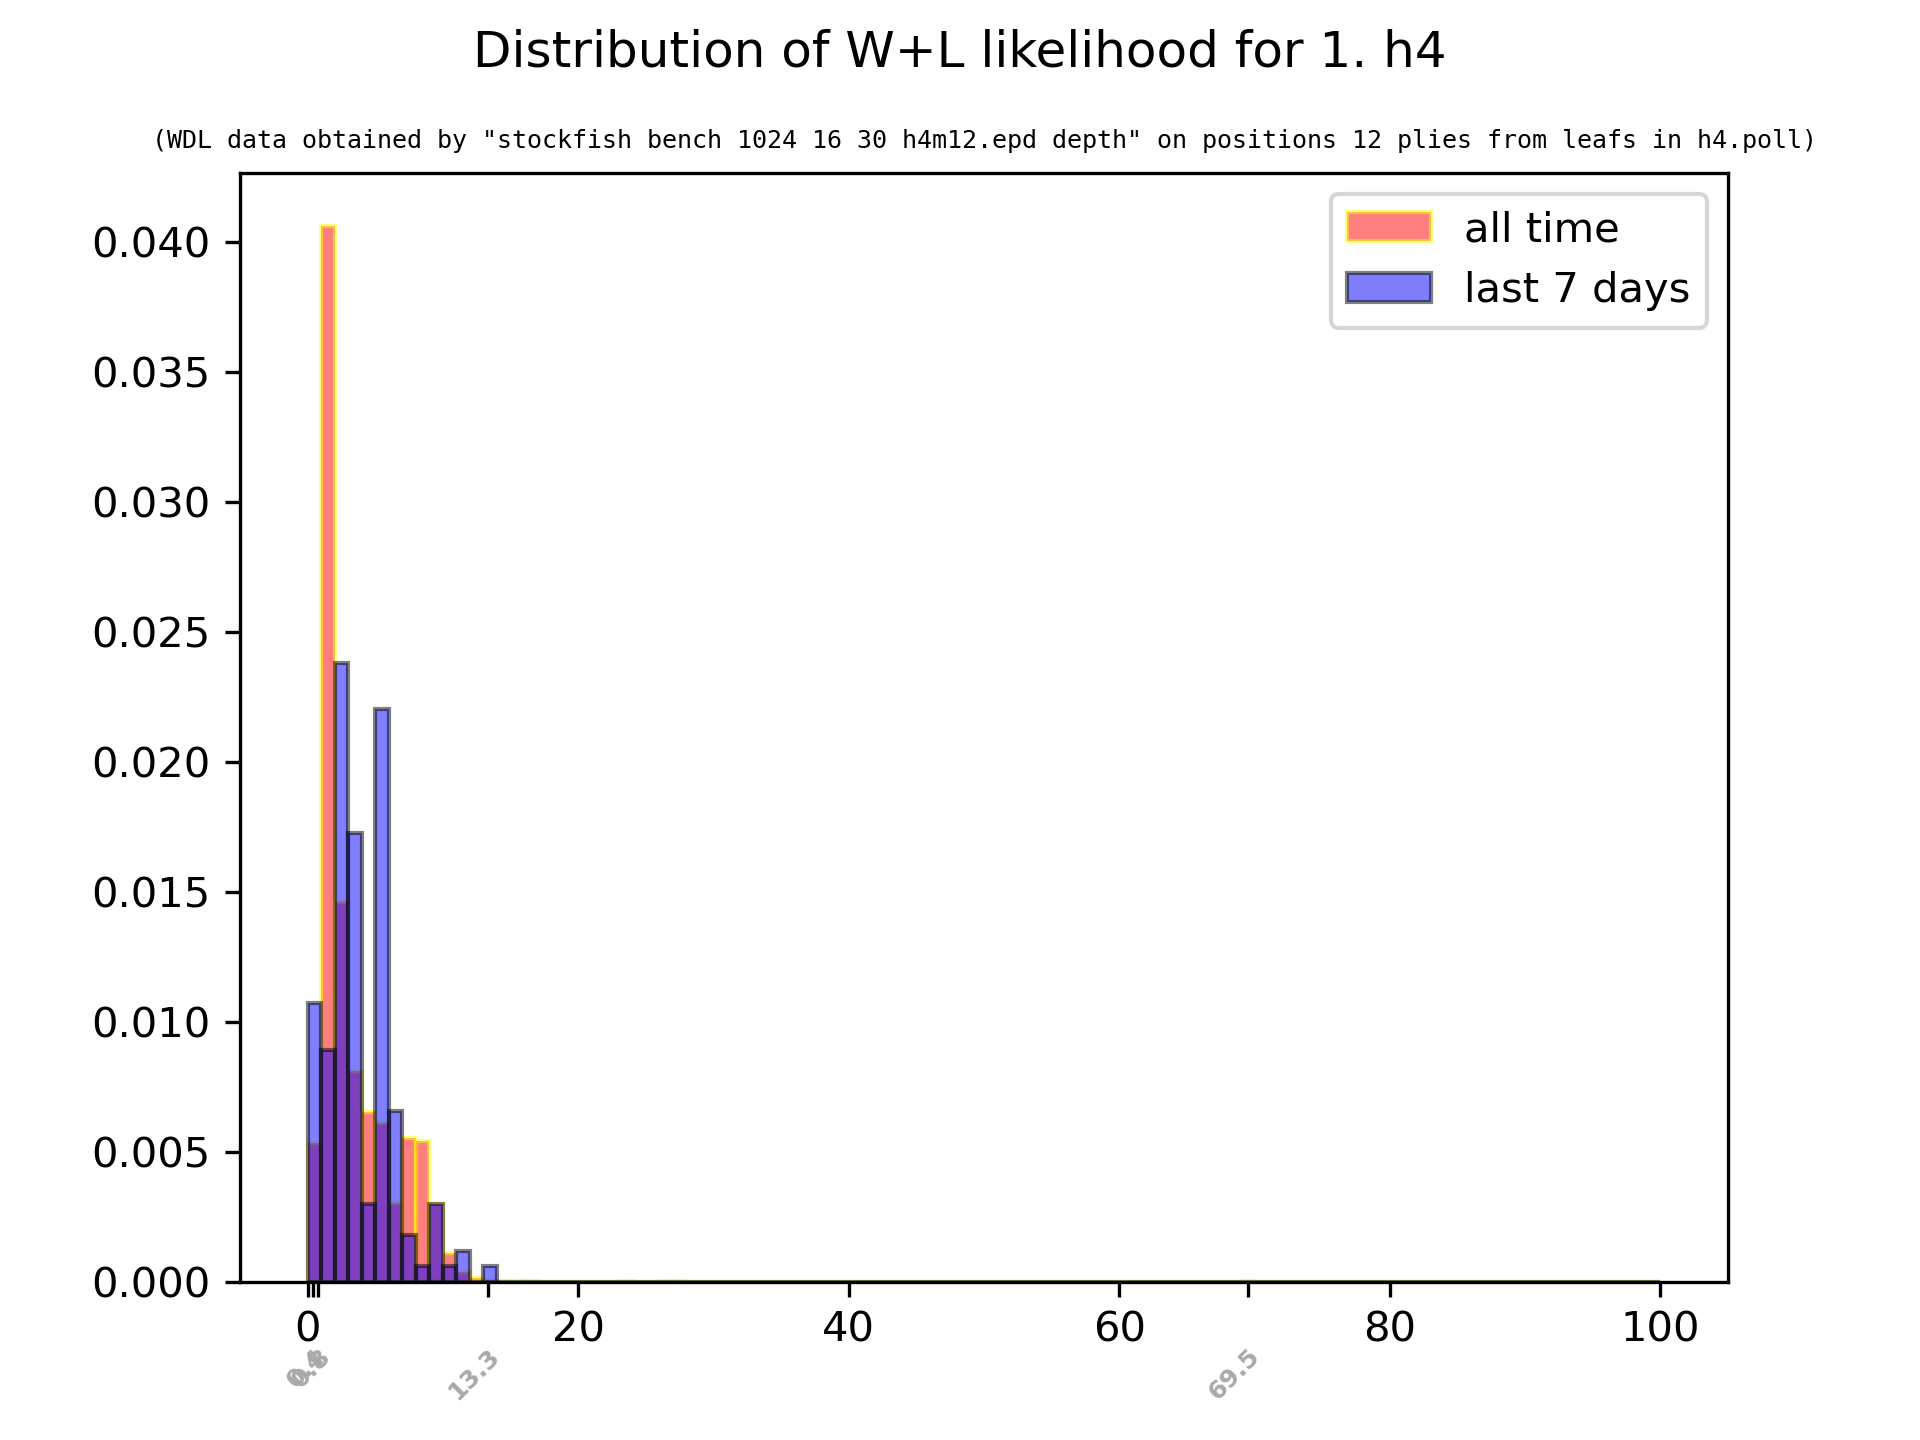 Distribution of W+L likelihood for 1. h4
(WDL data obtained by "stockfish bench 1024 16 30 h4m12.epd depth" on positions 12 plies from leafs in h4.poll)
all time
last 7 days
0.040
0.035
0.030
0.025
0.020
0.015
0.010
0.005
0.000
0 20 40 60 80 100
13.3 69.5